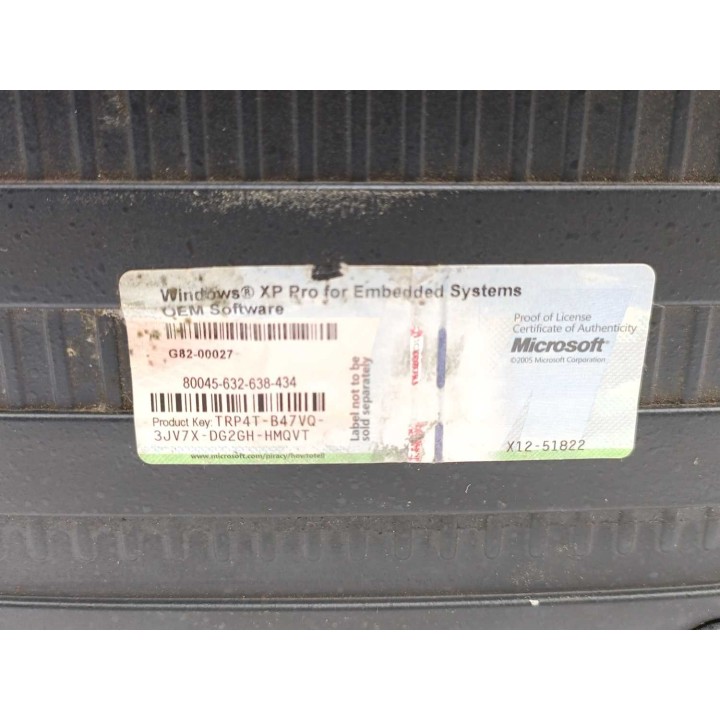 Windows® XP Pro for Embedded Systems
OEM Software
G82-00027
80045-632-638-434
Product Key: TRP4T-B47VQ-
3JV7X-DG2GH-HMQVT
www.microsoft.com/piracy/howtotell
Label not to be
sold separately
Proof of License
Certificate of Authenticity
Microsoft®
©2005 Microsoft Corporation
X12-51822